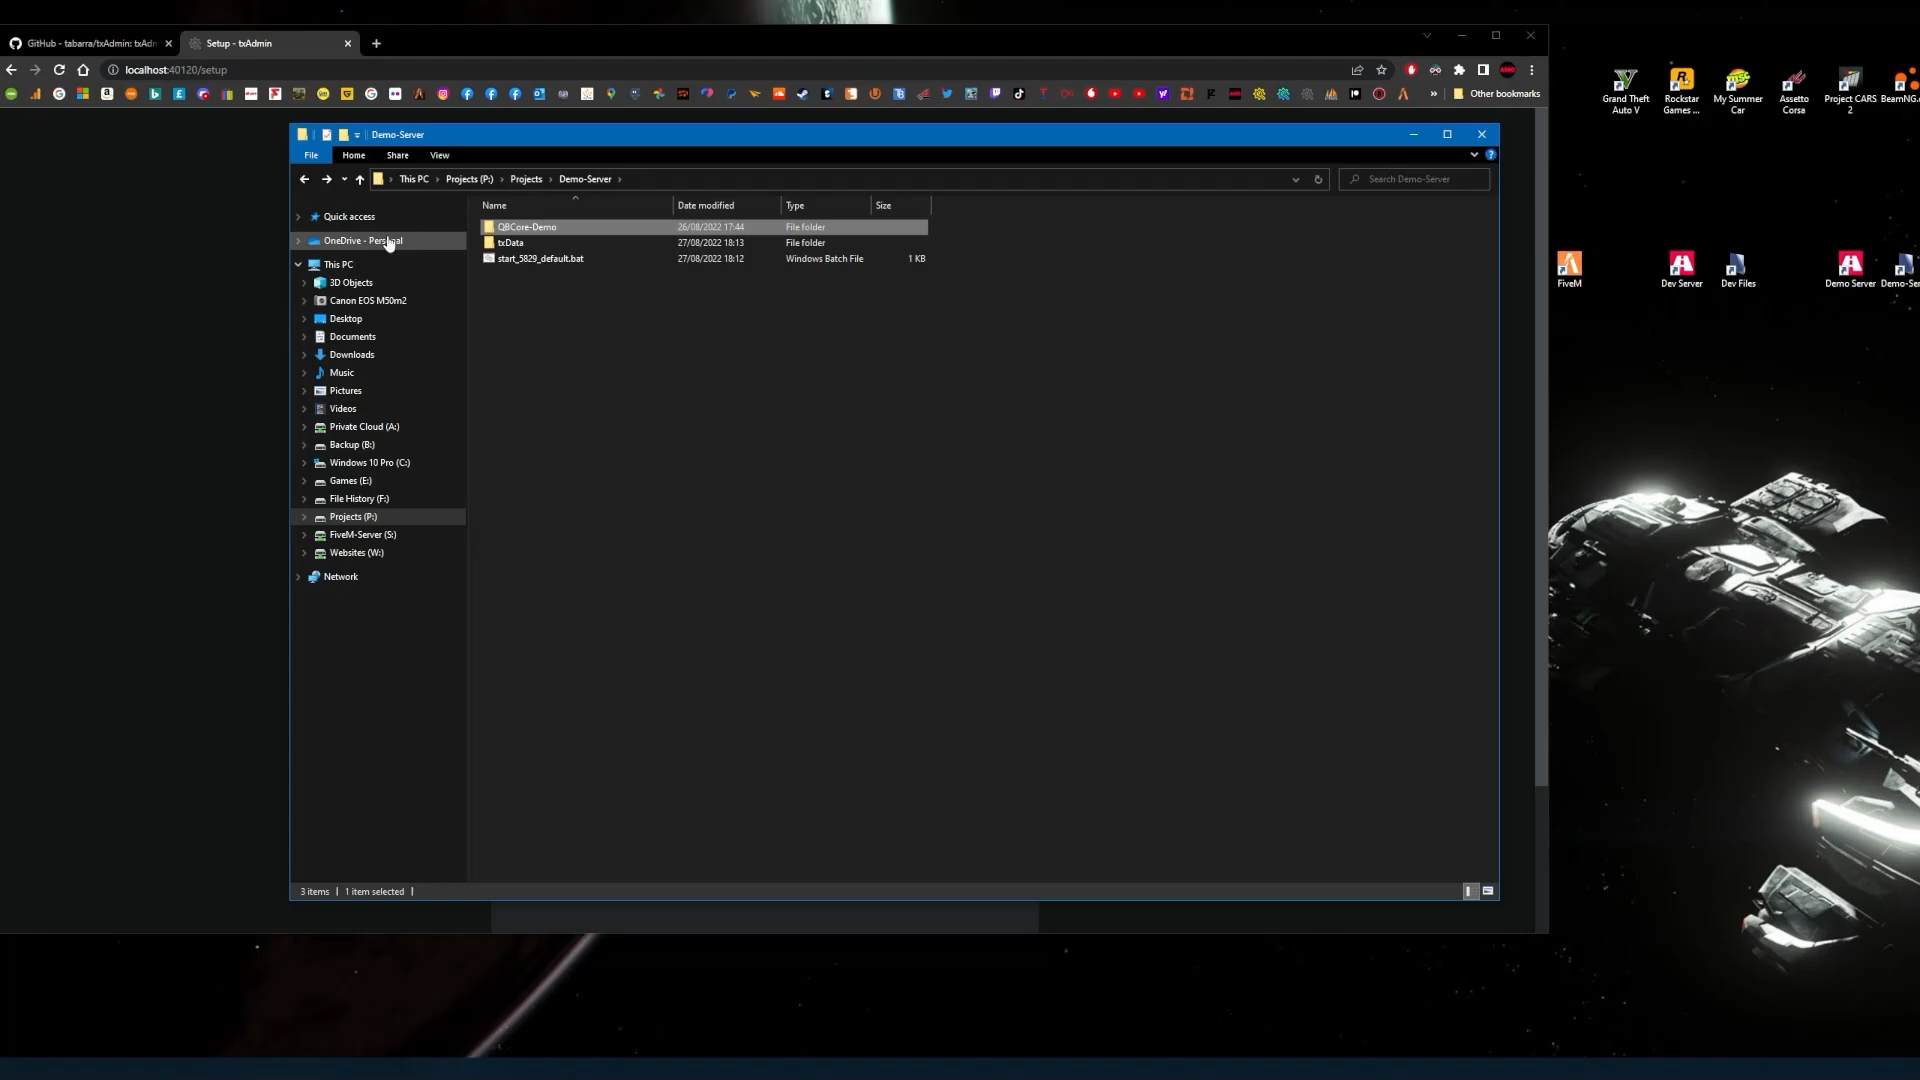 GitHub - tabarra/txAdmin: txAdm
Setup - txAdmin
localhost:40120/setup
Other bookmarks
Demo-Server
File Home Share View
This PC Projects (P:) Projects Demo-Server
Search Demo-Server
Name Date modified Type Size
QBCore-Demo 26/08/2022 17:44 File folder
txData 27/08/2022 18:13 File folder
start_5829_default.bat 27/08/2022 18:12 Windows Batch File 1 KB
Quick access
OneDrive - Personal
This PC
3D Objects
Canon EOS M50m2
Desktop
Documents
Downloads
Music
Pictures
Videos
Private Cloud (A:)
Backup (B:)
Windows 10 Pro (C:)
Games (E:)
File History (F:)
Projects (P:)
FiveM-Server (S:)
Websites (W:)
Network
3 items 1 item selected
Grand Theft Auto V
Rockstar Games ...
My Summer Car
Assetto Corsa
Project CARS 2
BeamNG.
FiveM
Dev Server
Dev Files
Demo Server
Demo-Se